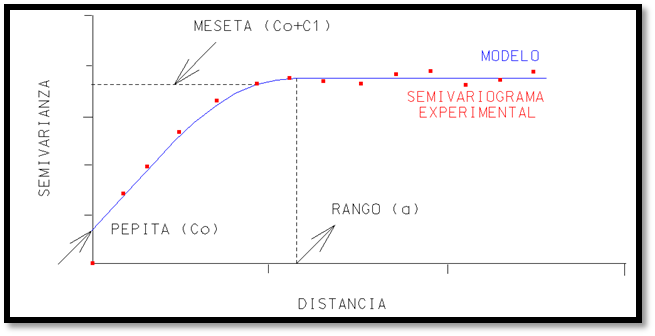 MESETA (Co+C1)
MODELO
SEMIVARIOGRAMA
EXPERIMENTAL
SEMIVARIANZA
RANGO (a)
PEPITA (Co)
DISTANCIA